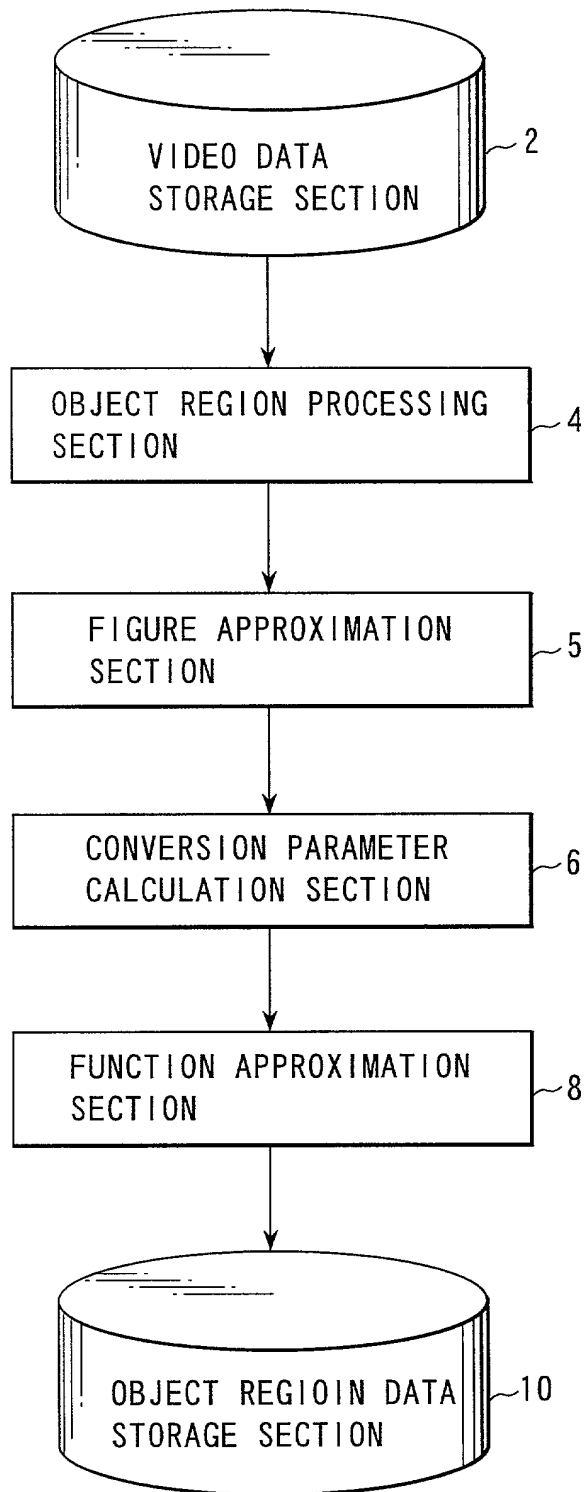 VIDEO DATA
STORAGE SECTION
2
OBJECT REGION PROCESSING
SECTION
4
FIGURE APPROXIMATION
SECTION
5
CONVERSION PARAMETER
CALCULATION SECTION
6
FUNCTION APPROXIMATION
SECTION
8
OBJECT REGIOIN DATA
STORAGE SECTION
10